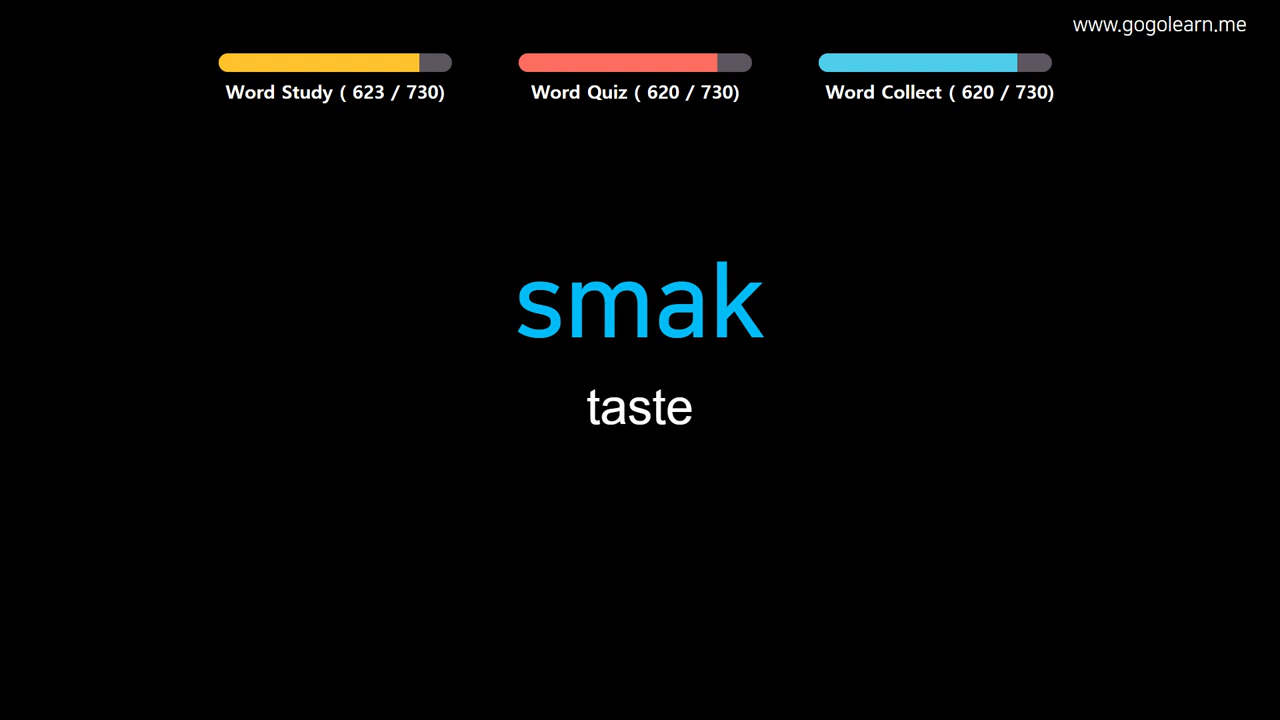 www.gogolearn.me
Word Study ( 623 / 730)
Word Quiz ( 620 / 730)
Word Collect ( 620 / 730)
smak
taste